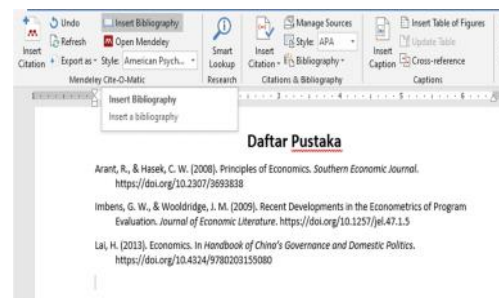 Undo
Insert Bibliography
Manage Sources
Insert Table of Figures
Refresh
Open Mendeley
Style: APA
Update Table
Insert Citation
Export as
Style: American Psych...
Smart Lookup
Insert Citation
Bibliography
Insert Caption
Cross-reference
Mendeley Cite-O-Matic
Research
Citations & Bibliography
Captions
Insert Bibliography
Insert a bibliography
Daftar Pustaka
Arant, R., & Hasek, C. W. (2008). Principles of Economics. Southern Economic Journal.
https://doi.org/10.2307/3693838
Imbens, G. W., & Wooldridge, J. M. (2009). Recent Developments in the Econometrics of Program
Evaluation. Journal of Economic Literature. https://doi.org/10.1257/jel.47.1.5
Lai, H. (2013). Economics. In Handbook of China's Governance and Domestic Politics.
https://doi.org/10.4324/9780203155080